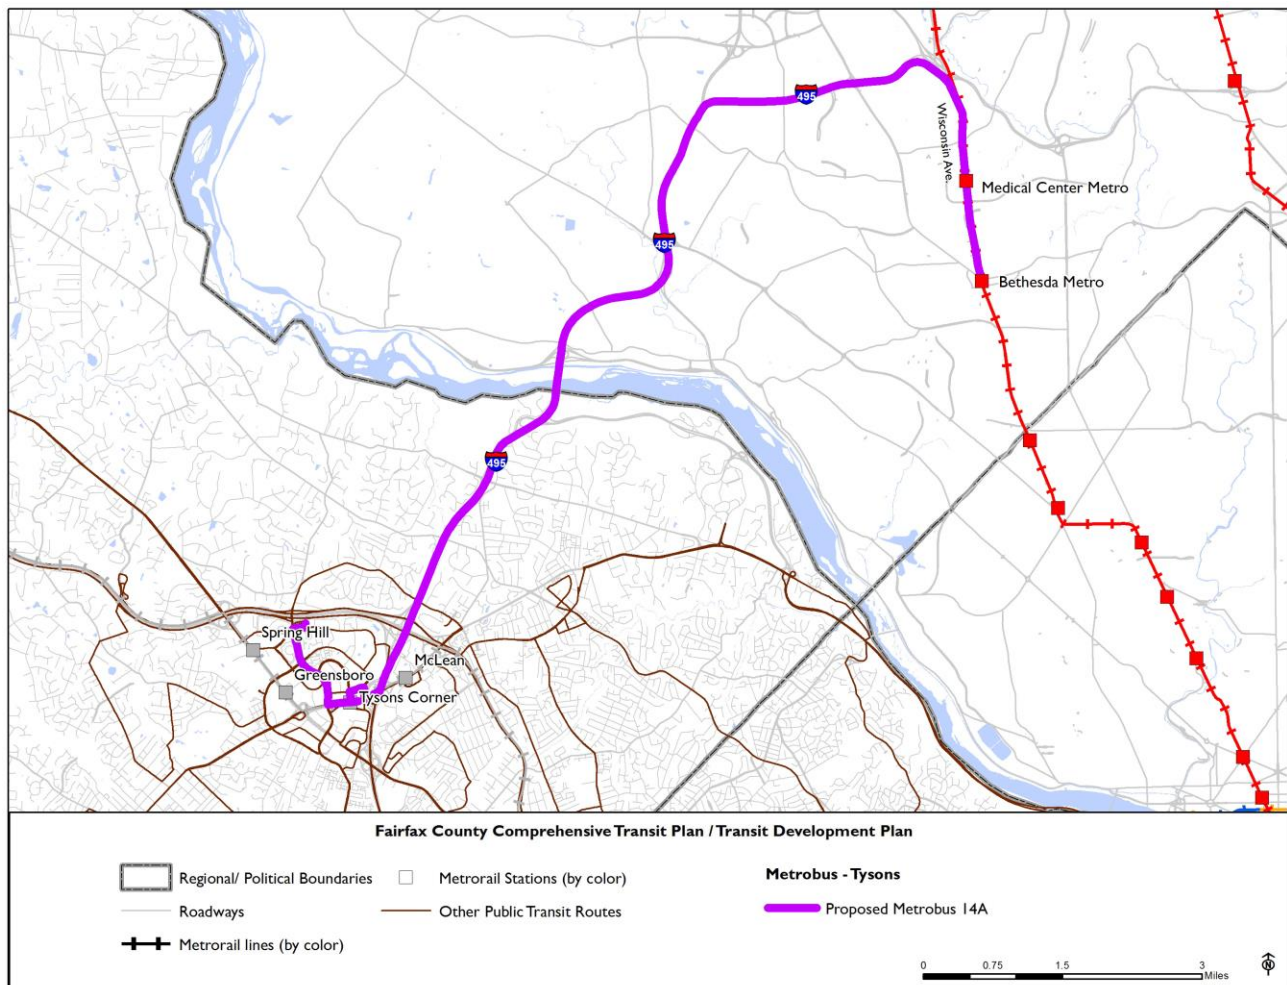 495
Wisconsin Ave.
Medical Center Metro
495
Bethesda Metro
495
Spring Hill
McLean
Greensboro
Tysons Corner
Fairfax County Comprehensive Transit Plan / Transit Development Plan
Regional/ Political Boundaries
Metrorail Stations (by color)
Metrobus - Tysons
Roadways
Other Public Transit Routes
Proposed Metrobus 14A
Metrorail lines (by color)
0 0.75 1.5 3
Miles
N